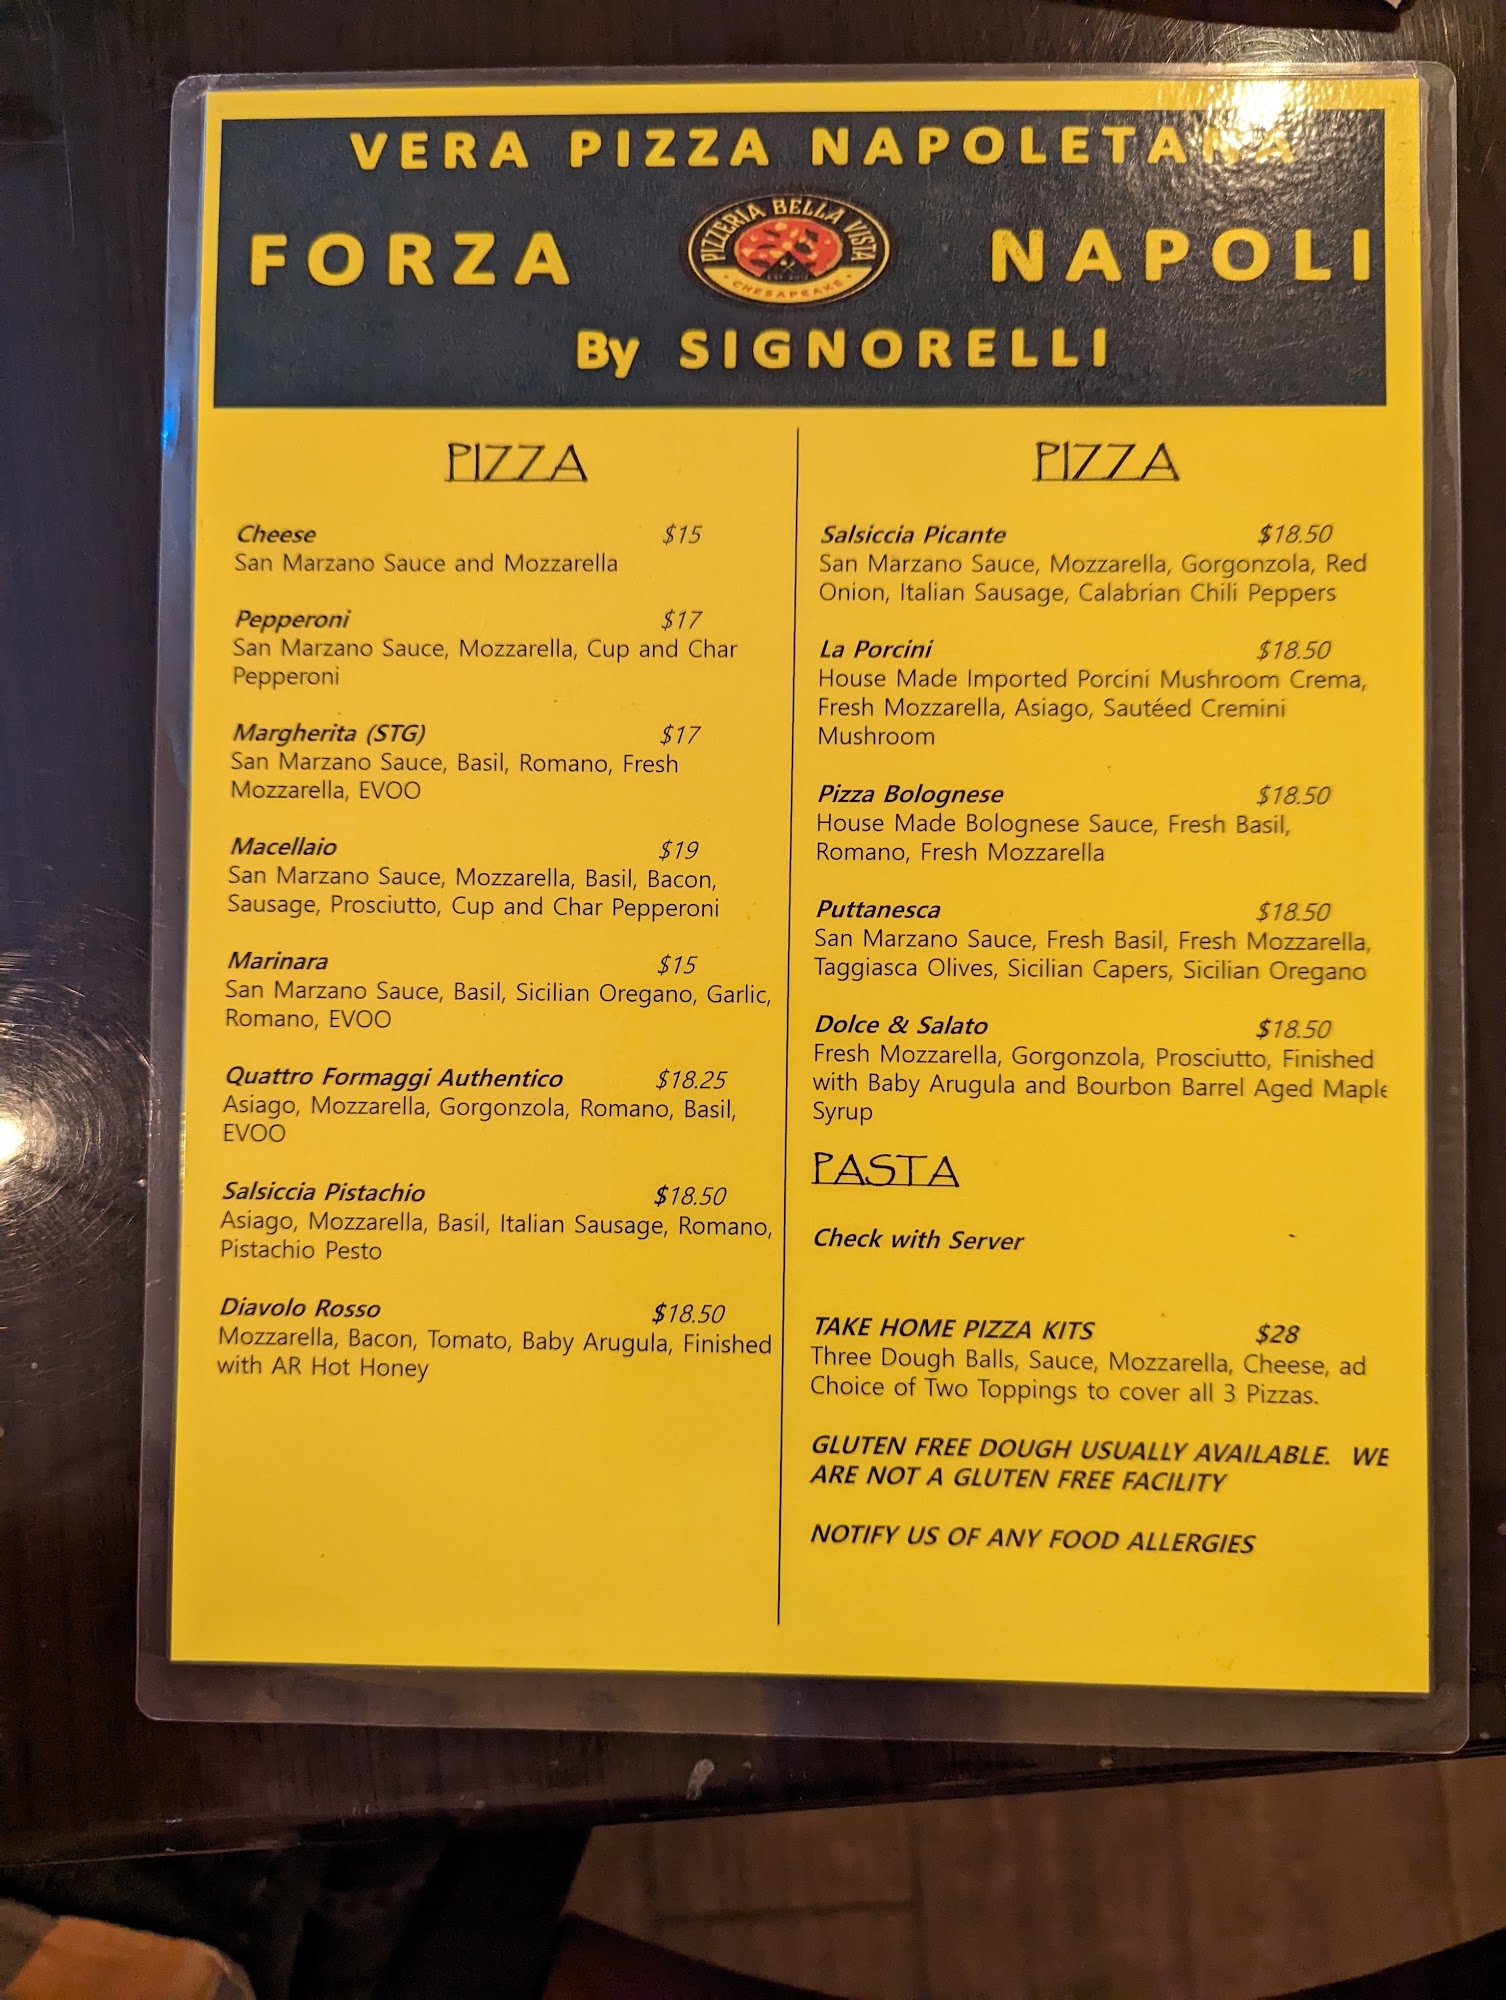 VERA PIZZA NAPOLETANA
FORZA NAPOLI
PIZZERIA BELLA VISTA
CHESAPEAKE
By SIGNORELLI
PIZZA
Cheese $15
San Marzano Sauce and Mozzarella
Pepperoni $17
San Marzano Sauce, Mozzarella, Cup and Char
Pepperoni
Margherita (STG) $17
San Marzano Sauce, Basil, Romano, Fresh
Mozzarella, EVOO
Macellaio $19
San Marzano Sauce, Mozzarella, Basil, Bacon,
Sausage, Prosciutto, Cup and Char Pepperoni
Marinara $15
San Marzano Sauce, Basil, Sicilian Oregano, Garlic,
Romano, EVOO
Quattro Formaggi Authentico $18.25
Asiago, Mozzarella, Gorgonzola, Romano, Basil,
EVOO
Salsiccia Pistachio $18.50
Asiago, Mozzarella, Basil, Italian Sausage, Romano,
Pistachio Pesto
Diavolo Rosso $18.50
Mozzarella, Bacon, Tomato, Baby Arugula, Finished
with AR Hot Honey
PIZZA
Salsiccia Picante $18.50
San Marzano Sauce, Mozzarella, Gorgonzola, Red
Onion, Italian Sausage, Calabrian Chili Peppers
La Porcini $18.50
House Made Imported Porcini Mushroom Crema,
Fresh Mozzarella, Asiago, Sautéed Cremini
Mushroom
Pizza Bolognese $18.50
House Made Bolognese Sauce, Fresh Basil,
Romano, Fresh Mozzarella
Puttanesca $18.50
San Marzano Sauce, Fresh Basil, Fresh Mozzarella,
Taggiasca Olives, Sicilian Capers, Sicilian Oregano
Dolce & Salato $18.50
Fresh Mozzarella, Gorgonzola, Prosciutto, Finished
with Baby Arugula and Bourbon Barrel Aged Maple
Syrup
PASTA
Check with Server
TAKE HOME PIZZA KITS $28
Three Dough Balls, Sauce, Mozzarella, Cheese, ad
Choice of Two Toppings to cover all 3 Pizzas.
GLUTEN FREE DOUGH USUALLY AVAILABLE. WE
ARE NOT A GLUTEN FREE FACILITY
NOTIFY US OF ANY FOOD ALLERGIES